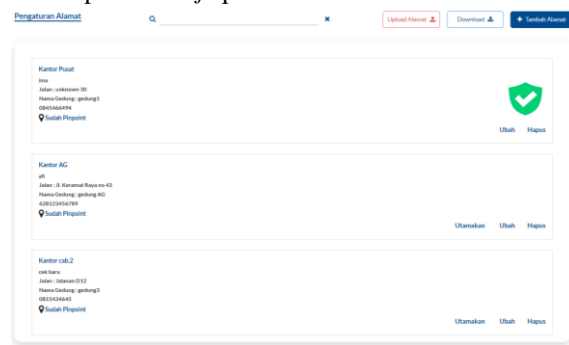 Pengaturan Alamat
Upload Alamat
Download
+ Tambah Alamat
Kantor Pusat
ima
Jalan : unknown 30
Nama Gedung : gedung1
0845466494
Sudah Pinpoint
Ubah Hapus
Kantor AG
afi
Jalan : Jl. Keramat Raya no 43
Nama Gedung : gedung AG
628123456789
Sudah Pinpoint
Utamakan Ubah Hapus
Kantor cab.2
cek baru
Jalan : Jalanan D12
Nama Gedung : gedung3
0815434645
Sudah Pinpoint
Utamakan Ubah Hapus